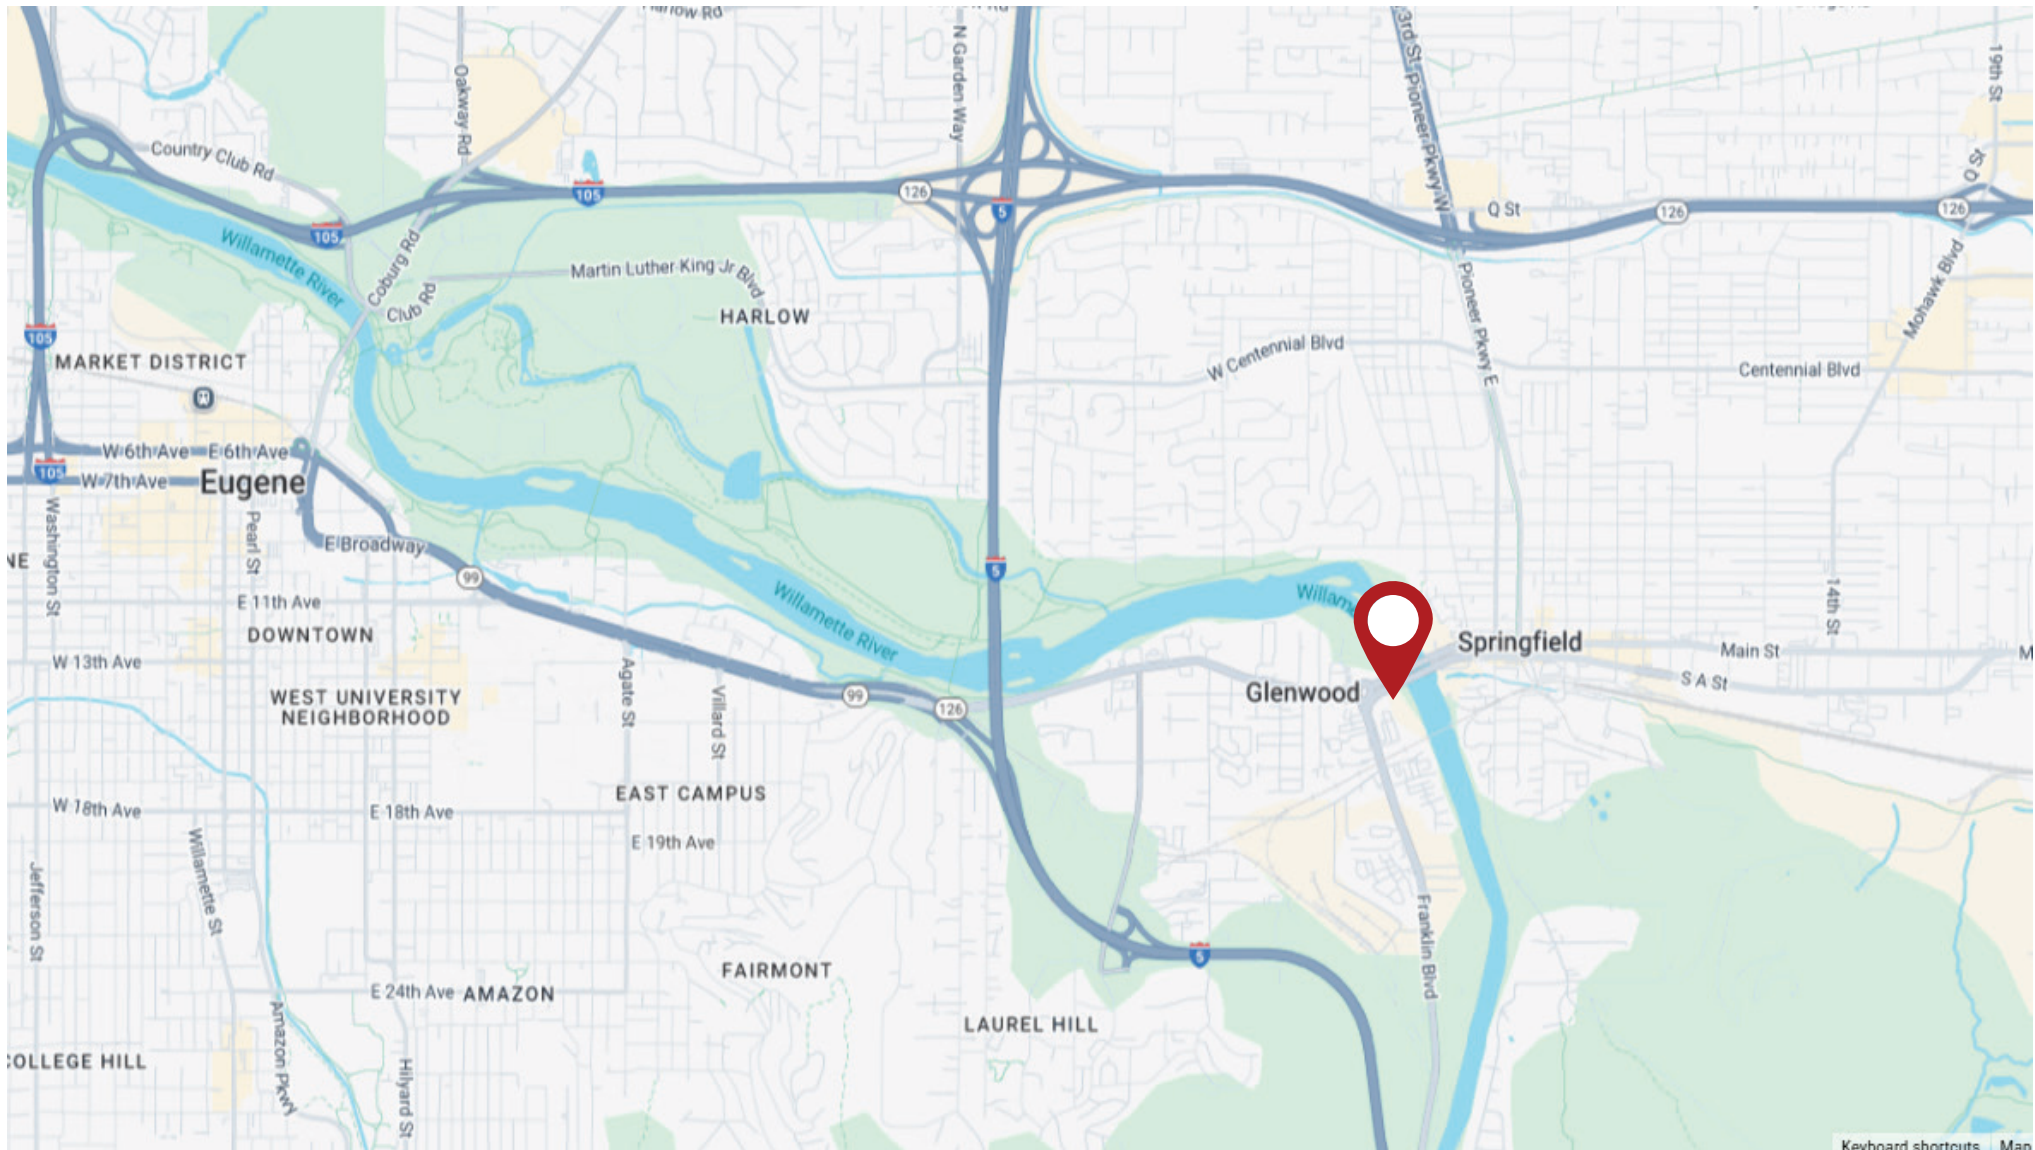 Harlow Rd
Country Club Rd
Oakway Rd
N Garden Way
3rd St
Pioneer Pkwy W
19th St
Q St
105
126
5
Q St
126
126
105
Willamette River
Coburg Rd
Club Rd
Martin Luther King Jr Blvd
HARLOW
Pioneer Pkwy E
Mohawk Blvd
105
MARKET DISTRICT
W Centennial Blvd
Centennial Blvd
W 6th Ave
E 6th Ave
105
W 7th Ave
Eugene
Washington St
Pearl St
E Broadway
NE
99
5
E 11th Ave
DOWNTOWN
Willamette River
Willame
14th St
Springfield
Main St
M
W 13th Ave
Agate St
Villard St
99
126
Glenwood
S A St
WEST UNIVERSITY
NEIGHBORHOOD
EAST CAMPUS
W 18th Ave
E 18th Ave
E 19th Ave
Willamette St
Jefferson St
Franklin Blvd
5
FAIRMONT
E 24th Ave
AMAZON
LAUREL HILL
Amazon Pkwy
Hilyard St
COLLEGE HILL
Keyboard shortcuts
Map